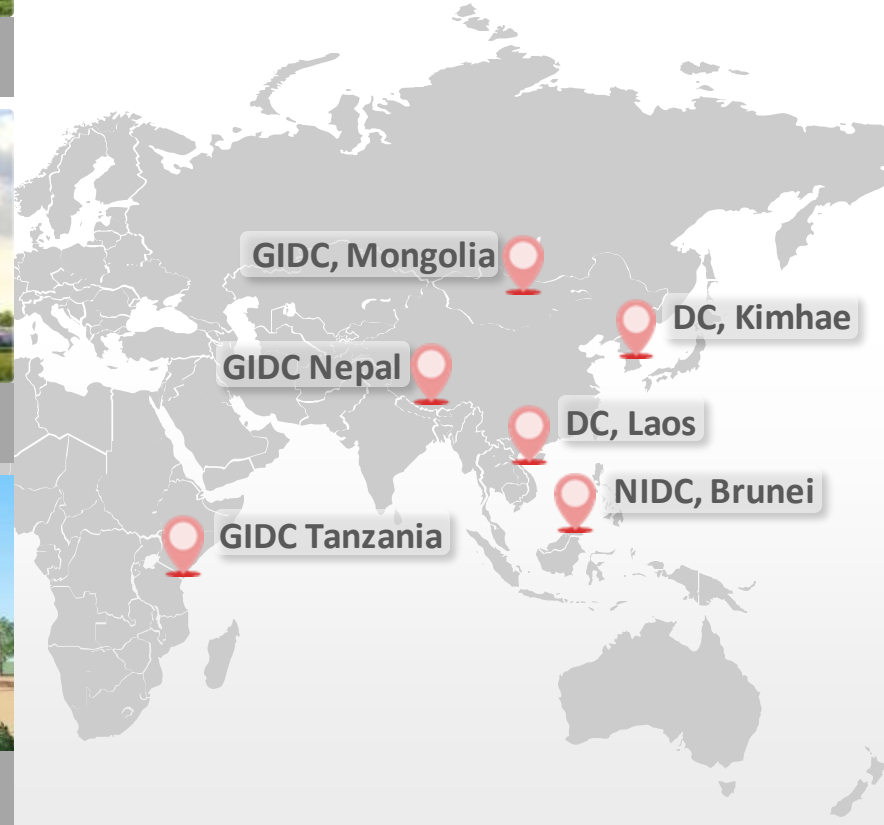 GIDC, Mongolia
DC, Kimhae
GIDC Nepal
DC, Laos
NIDC, Brunei
GIDC Tanzania